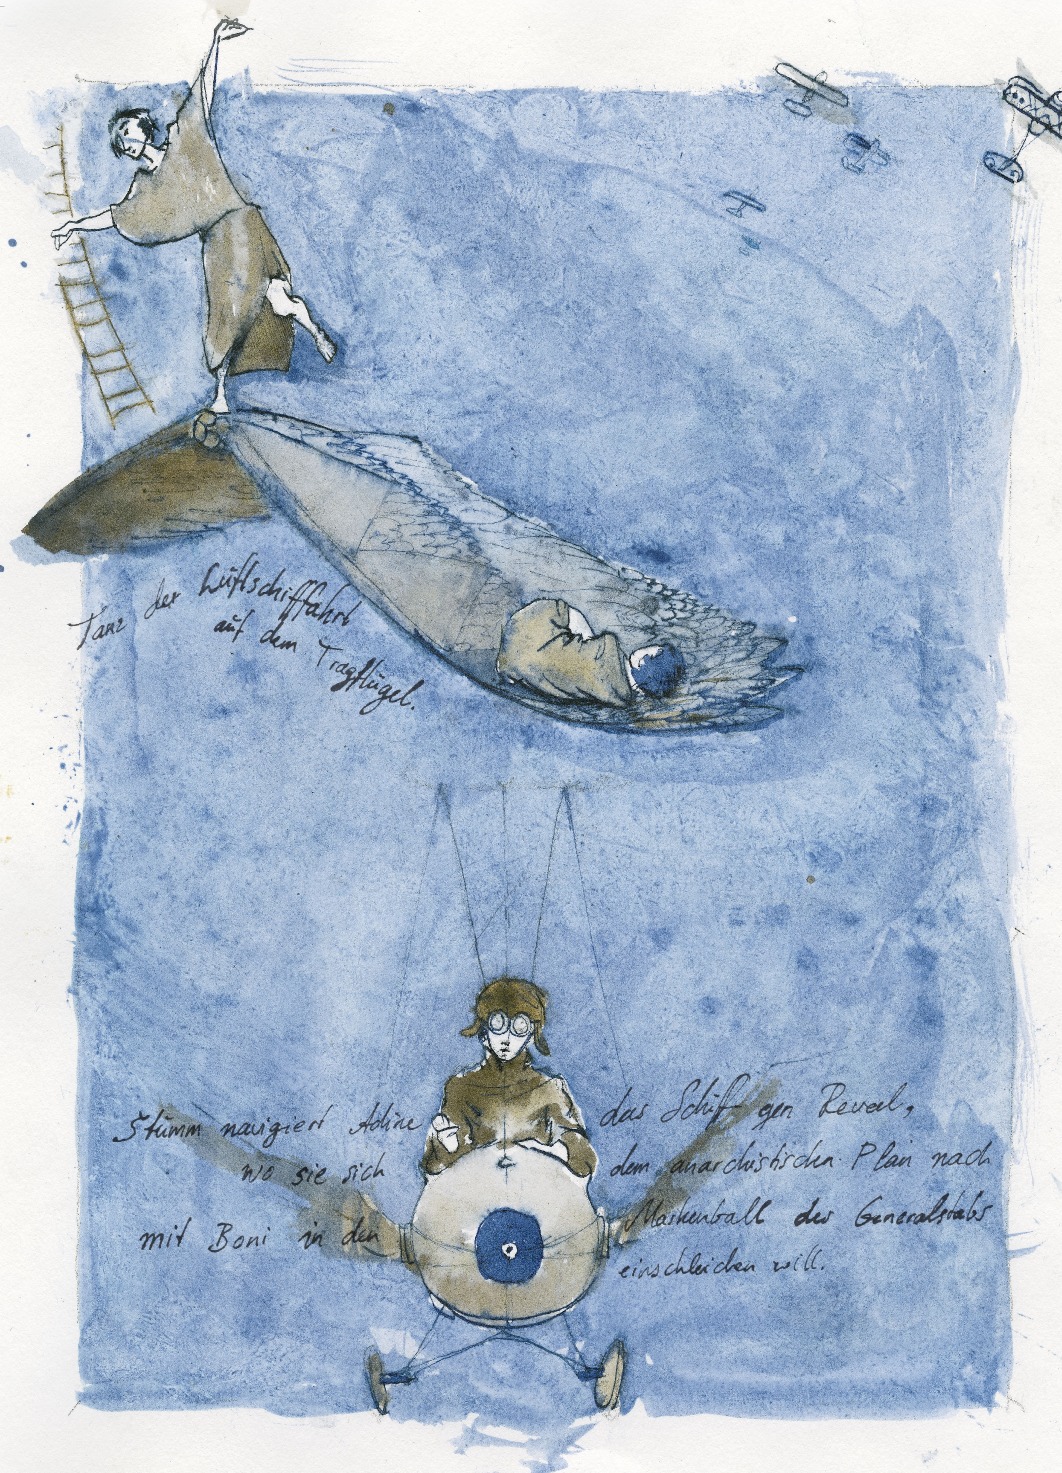 Tanz der Luftschiffahrt
auf dem Tragflügel.
Stumm navigiert Adine das Schiff gen Reval,
wo sie sich dem anarchistischen Plan nach
mit Boni in den Maskenball des Generalstabs
einschleichen will.